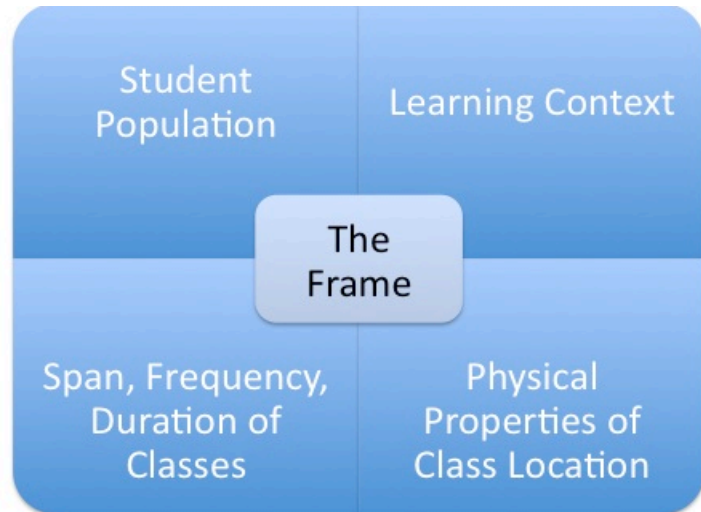 Student
Population
Learning Context
The
Frame
Span, Frequency,
Duration of
Classes
Physical
Properties of
Class Location